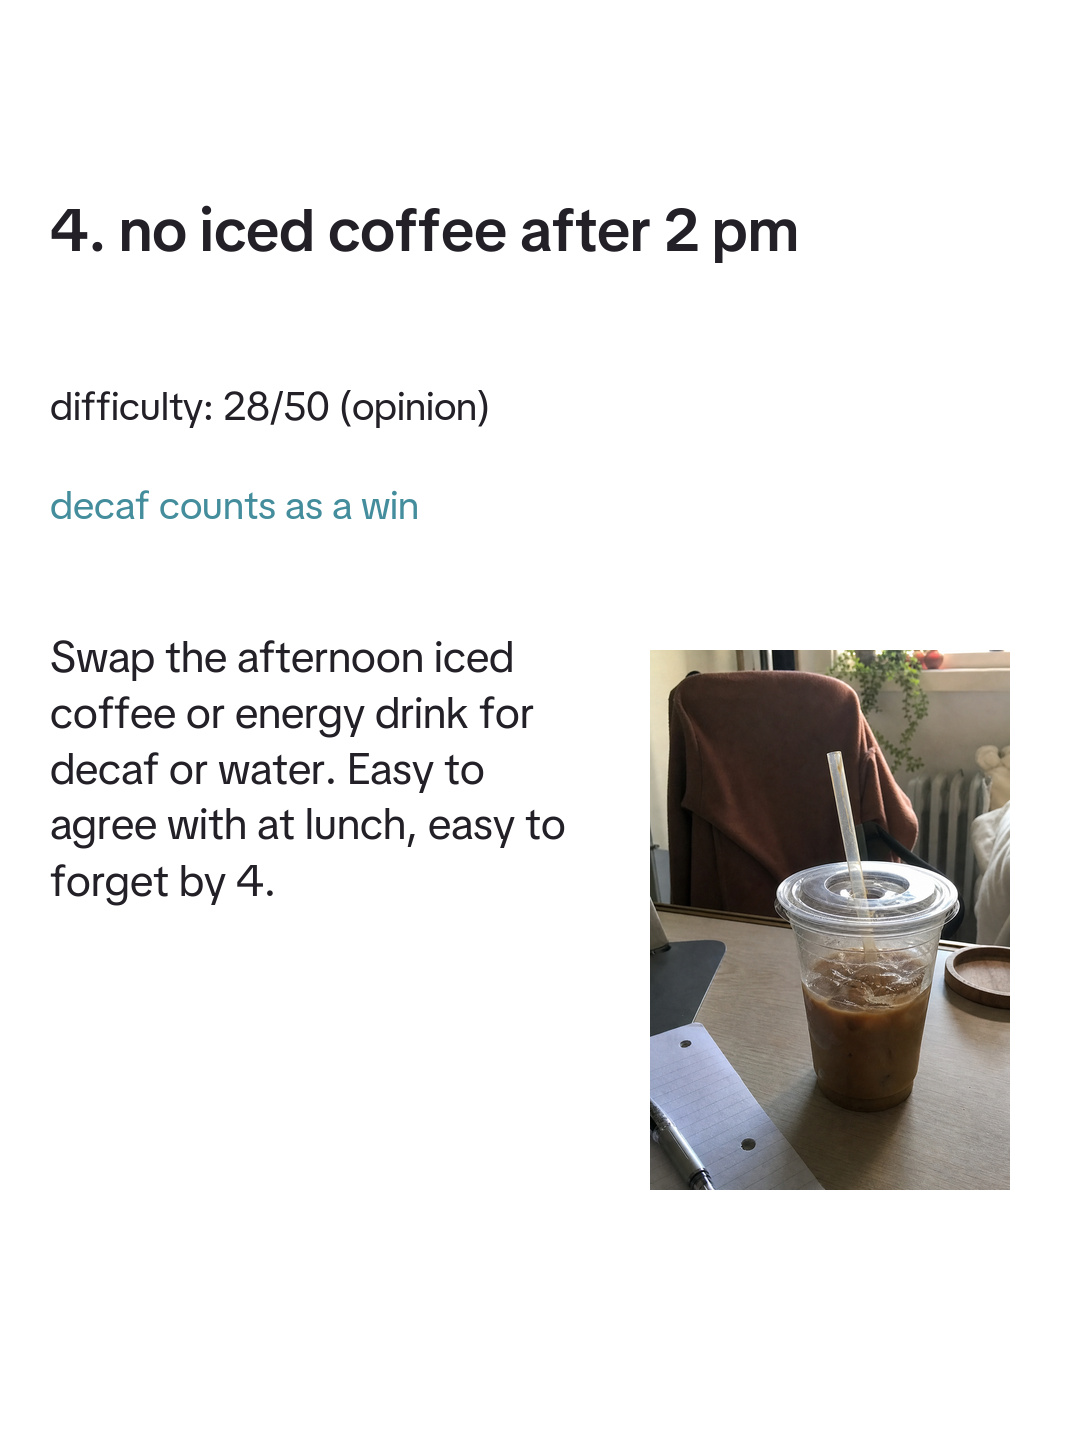 4. no iced coffee after 2 pm
difficulty: 28/50 (opinion)
decaf counts as a win
Swap the afternoon iced
coffee or energy drink for
decaf or water. Easy to
agree with at lunch, easy to
forget by 4.